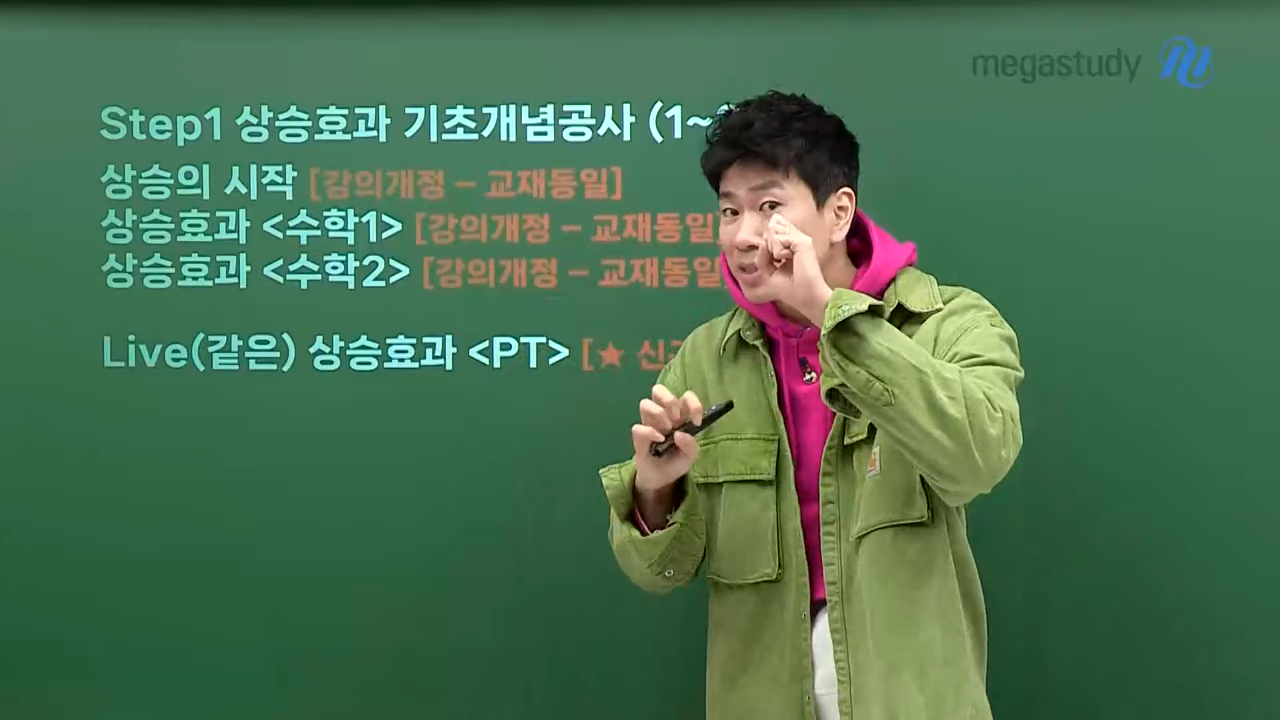 megastudy
Step1 상승효과 기초개념공사 (1~
상승의 시작 [강의개정 – 교재동일]
상승효과 <수학1> [강의개정 – 교재동일]
상승효과 <수학2> [강의개정 – 교재동일
Live(같은) 상승효과 <PT> [★ 신